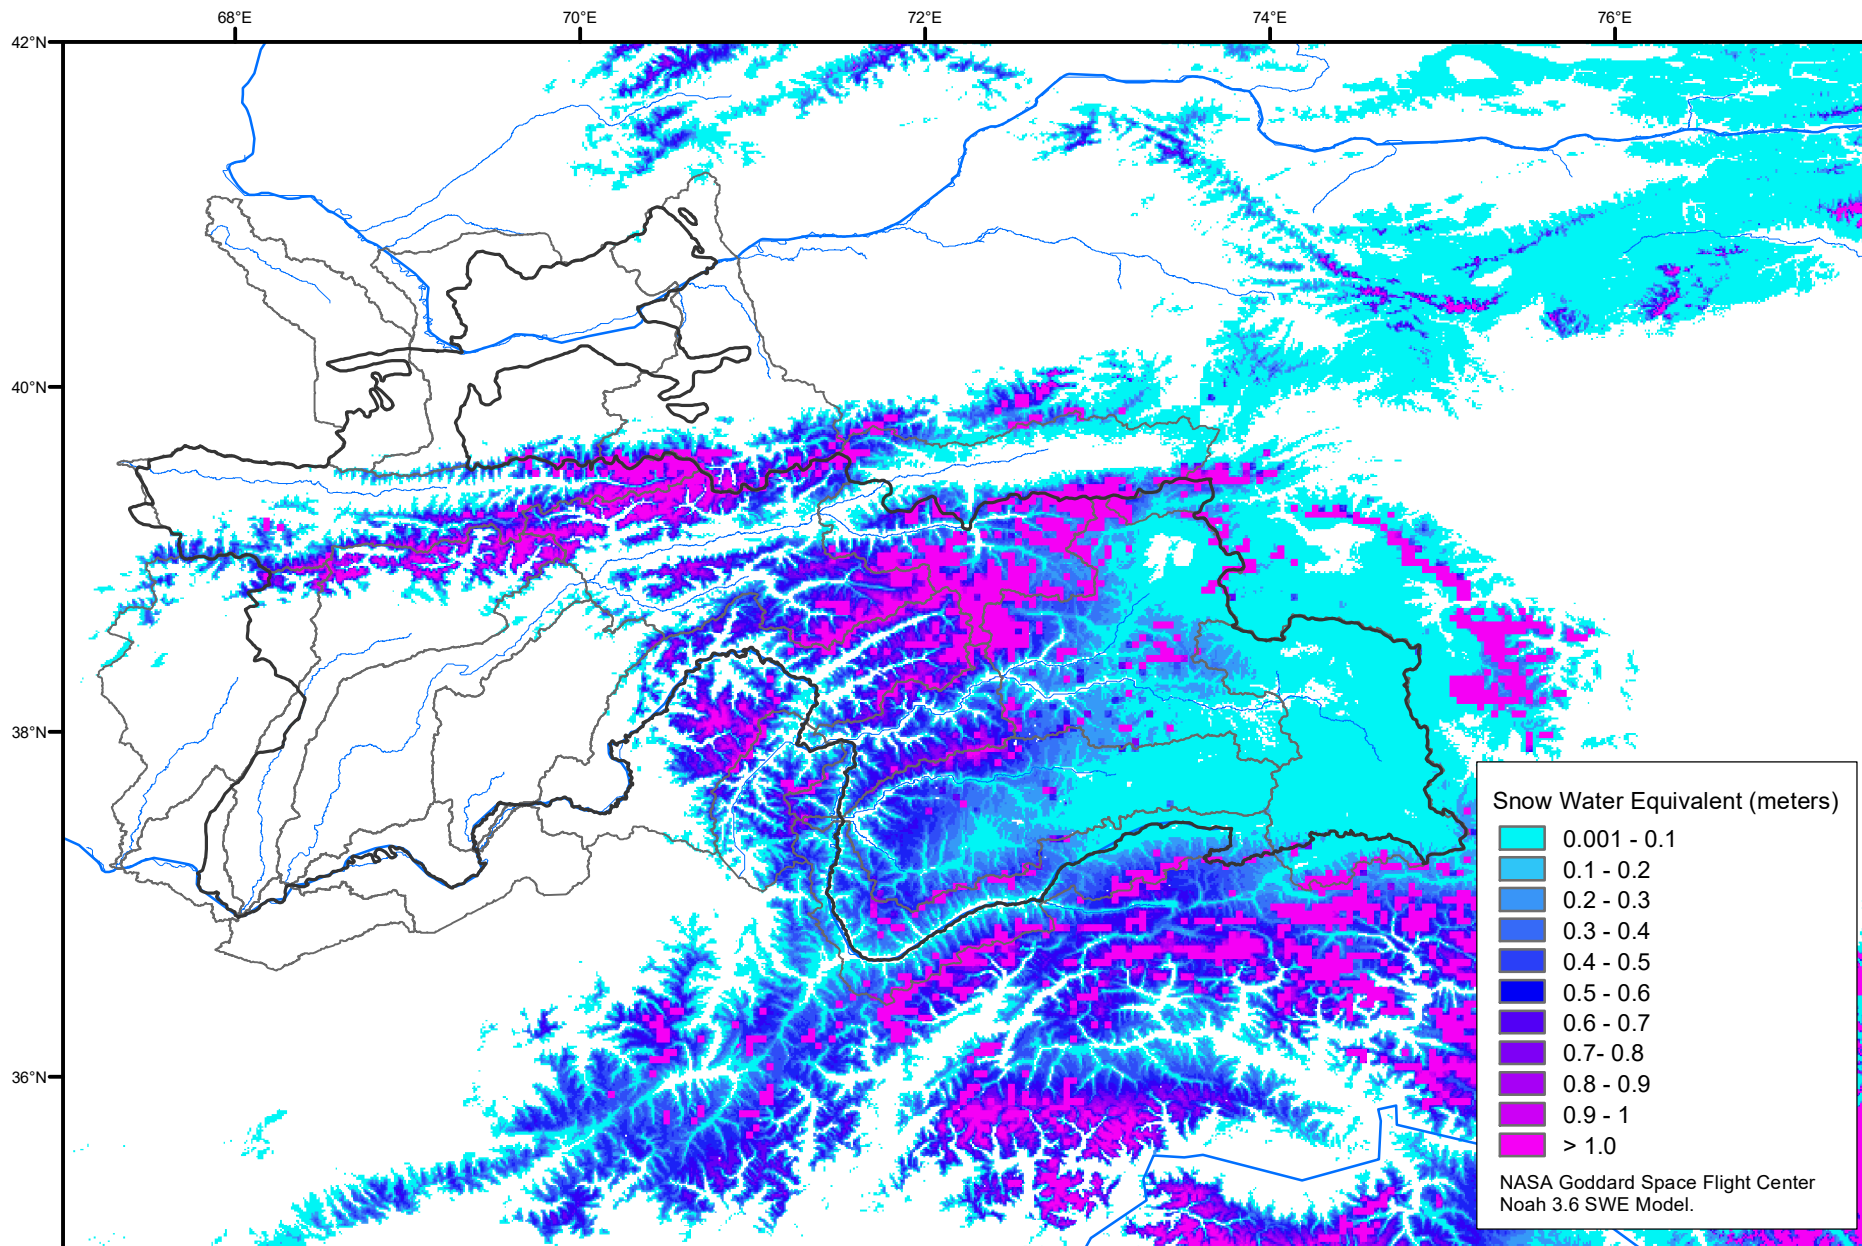 68°E
70°E
72°E
74°E
76°E
42°N
40°N
38°N
36°N
Snow Water Equivalent (meters)
0.001 - 0.1
0.1 - 0.2
0.2 - 0.3
0.3 - 0.4
0.4 - 0.5
0.5 - 0.6
0.6 - 0.7
0.7- 0.8
0.8 - 0.9
0.9 - 1
> 1.0
NASA Goddard Space Flight Center
Noah 3.6 SWE Model.